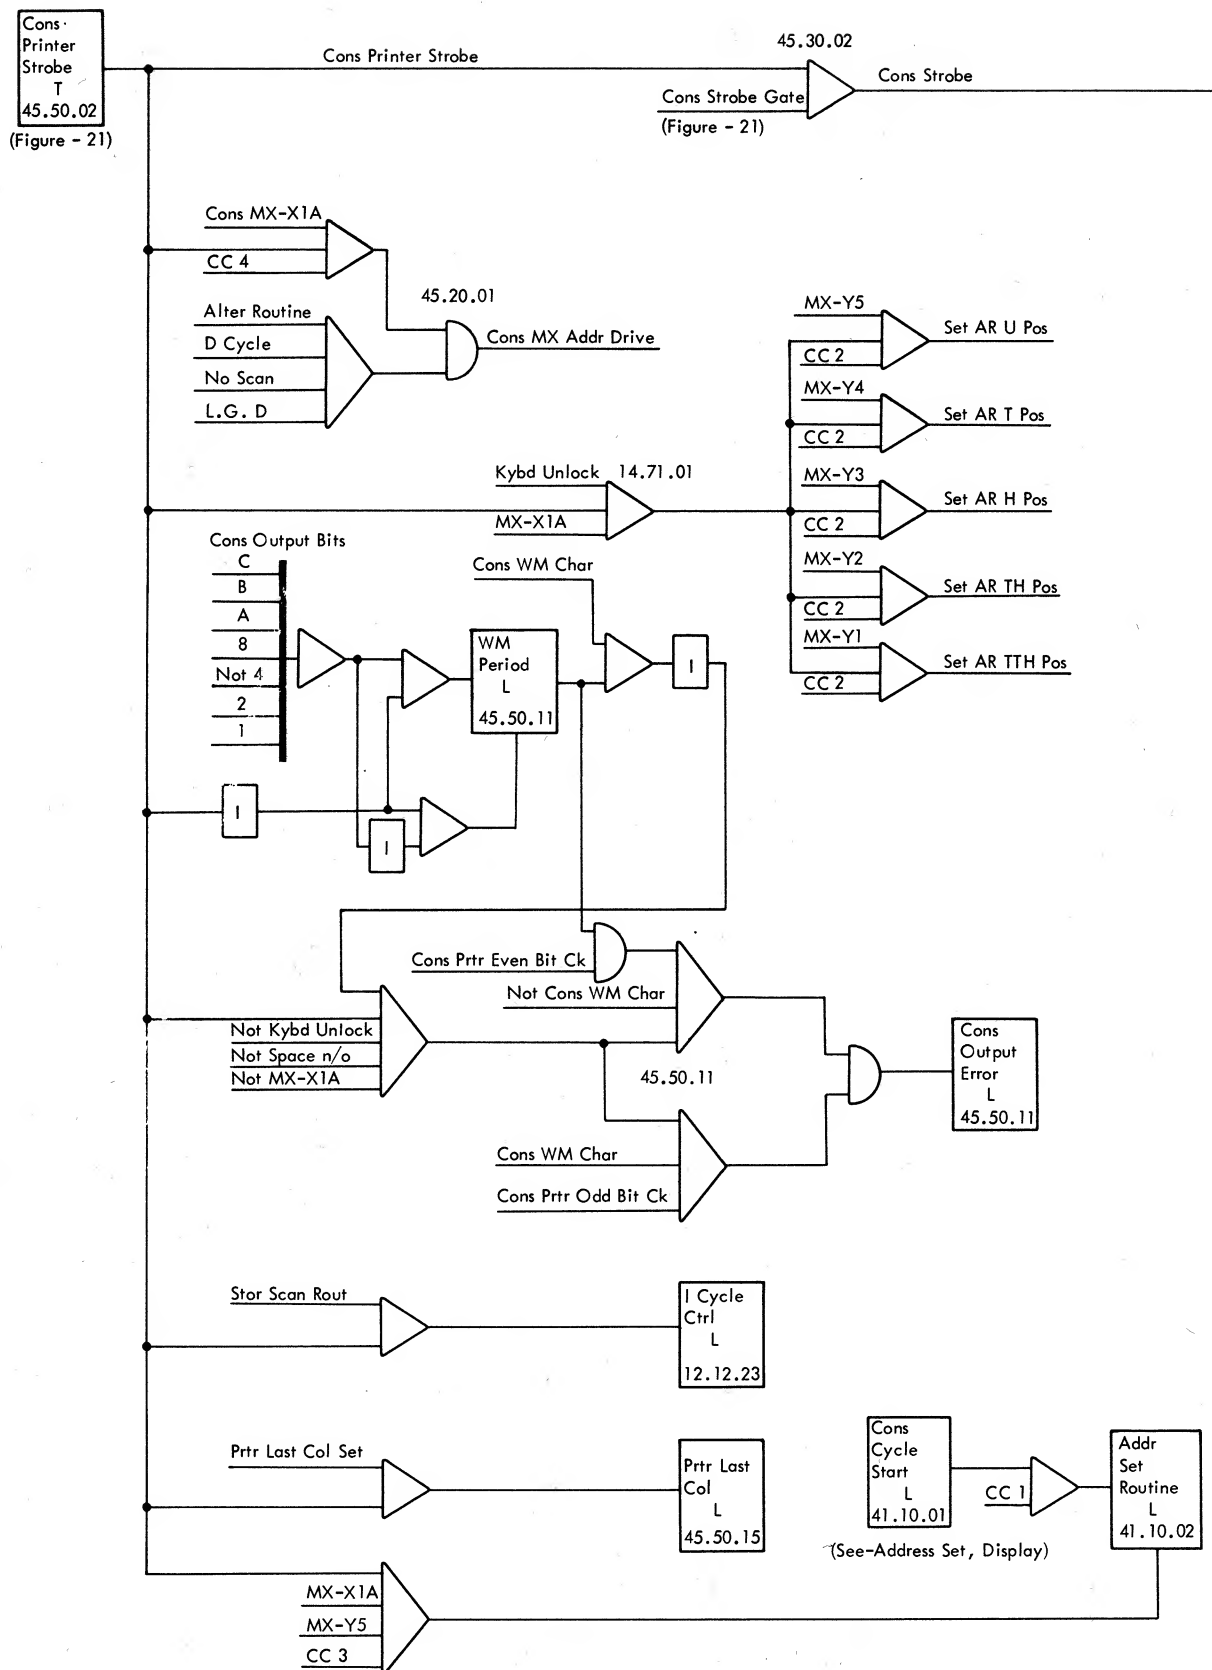 Cons
Printer
Strobe
T
45.50.02
(Figure - 21)
Cons Printer Strobe
45.30.02
Cons Strobe Gate
(Figure - 21)
Cons Strobe
Cons MX-X1A
CC 4
45.20.01
Alter Routine
D Cycle
No Scan
L.G. D
Cons MX Addr Drive
MX-Y5
CC 2
Set AR U Pos
MX-Y4
CC 2
Set AR T Pos
Kybd Unlock
14.71.01
MX-X1A
MX-Y3
CC 2
Set AR H Pos
MX-Y2
CC 2
Set AR TH Pos
MX-Y1
CC 2
Set AR TTH Pos
Cons Output Bits
C
B
A
8
Not 4
2
1
Cons WM Char
WM
Period
L
45.50.11
I
I
I
Cons Prtr Even Bit Ck
Not Cons WM Char
Not Kybd Unlock
Not Space n/o
Not MX-X1A
45.50.11
Cons
Output
Error
L
45.50.11
Cons WM Char
Cons Prtr Odd Bit Ck
Stor Scan Rout
I Cycle
Ctrl
L
12.12.23
Prtr Last Col Set
Prtr Last
Col
L
45.50.15
Cons
Cycle
Start
L
41.10.01
(See-Address Set, Display)
CC 1
Addr
Set
Routine
L
41.10.02
MX-X1A
MX-Y5
CC 3